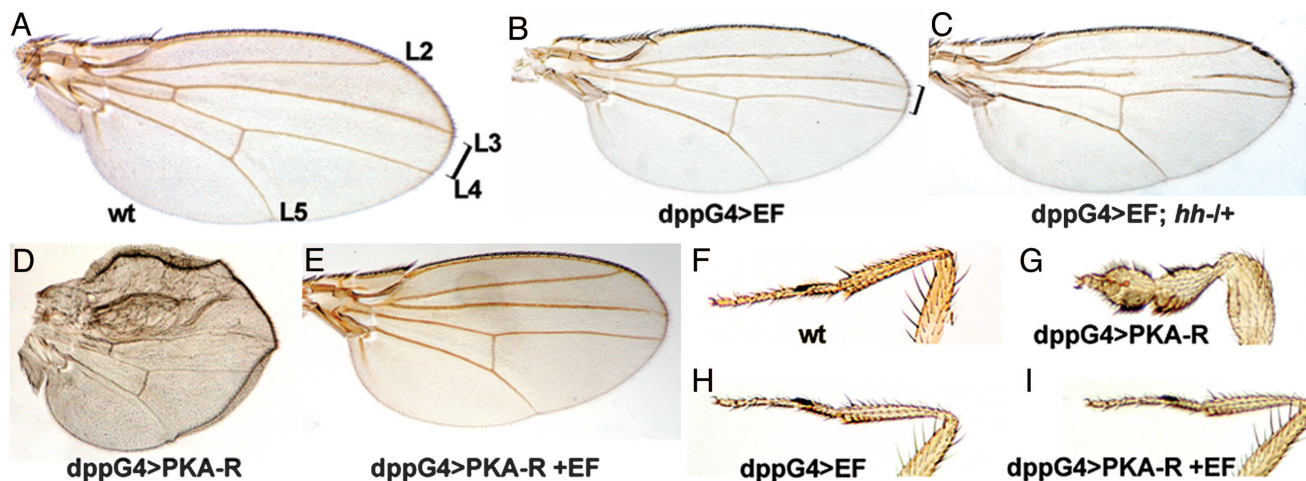 A
L2
L3
L4
L5
wt
B
dppG4>EF
C
dppG4>EF; hh-/+
D
dppG4>PKA-R
E
dppG4>PKA-R +EF
F
wt
G
dppG4>PKA-R
H
dppG4>EF
I
dppG4>PKA-R +EF